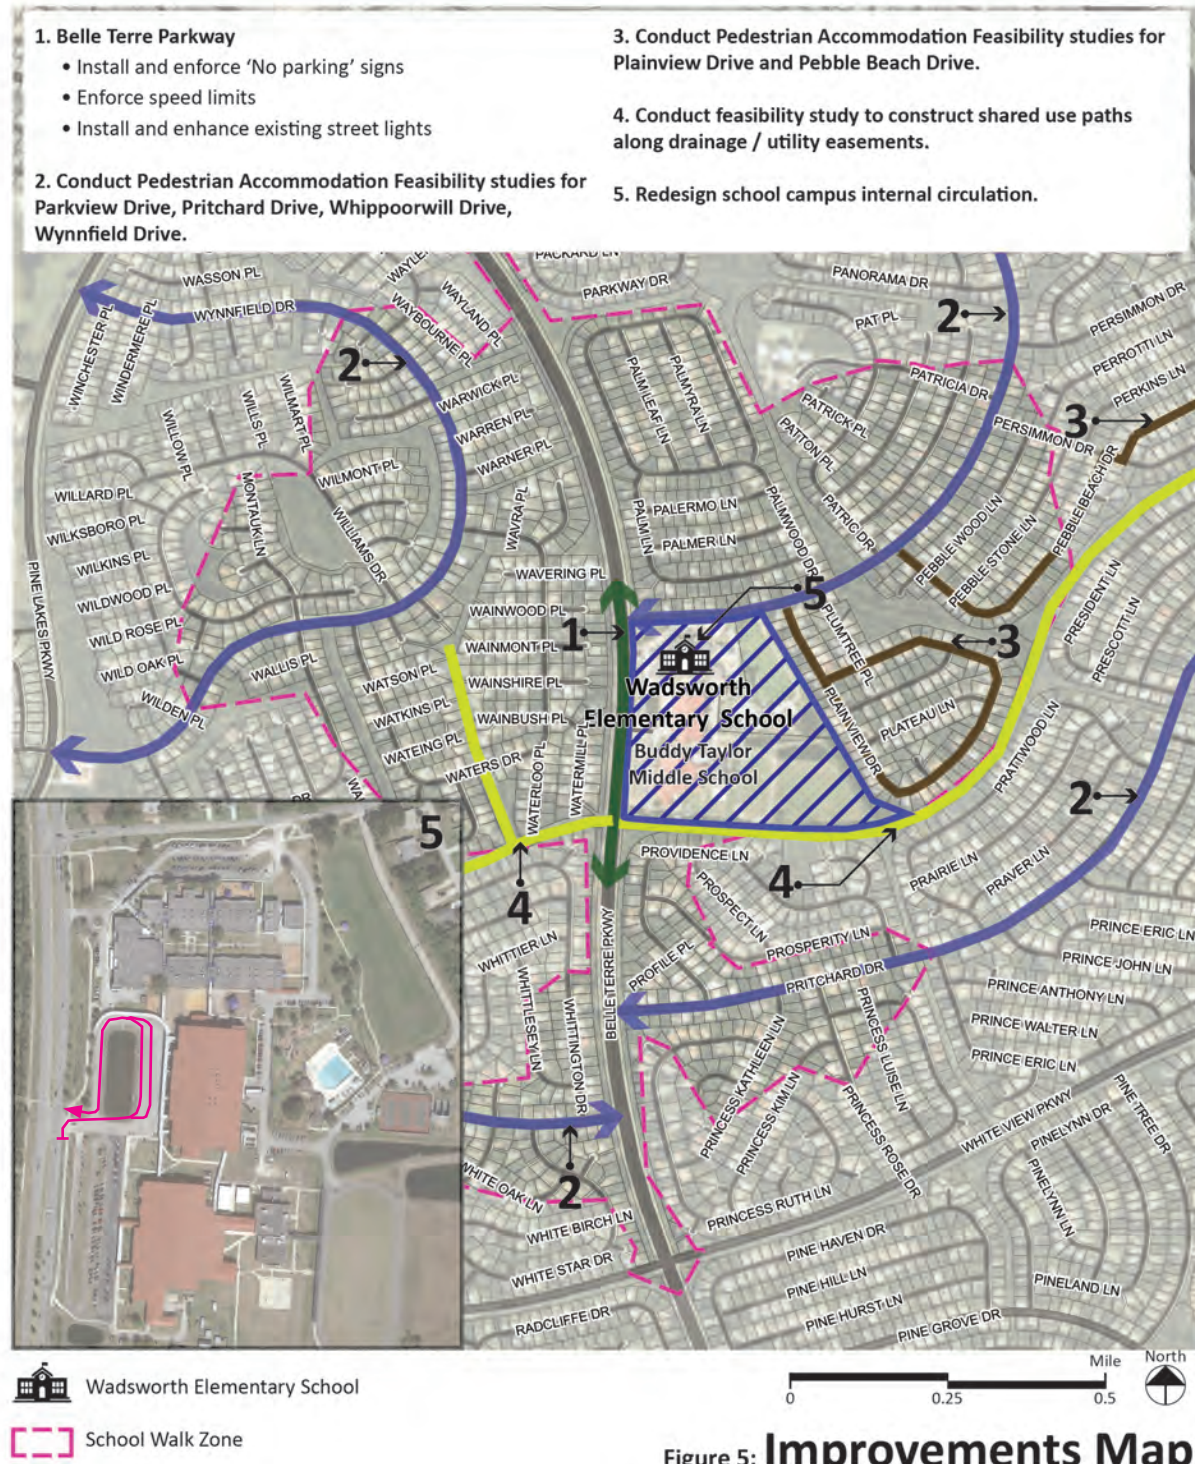 1. Belle Terre Parkway
• Install and enforce ‘No parking’ signs
• Enforce speed limits
• Install and enhance existing street lights
2. Conduct Pedestrian Accommodation Feasibility studies for
Parkview Drive, Pritchard Drive, Whippoorwill Drive,
Wynnfield Drive.
3. Conduct Pedestrian Accommodation Feasibility studies for
Plainview Drive and Pebble Beach Drive.
4. Conduct feasibility study to construct shared use paths
along drainage / utility easements.
5. Redesign school campus internal circulation.
PACKARD LN
WASSON PL
WAYLAND PL
PARKWAY DR
PANORAMA DR
WYNNFIELD DR
WAYBOURNE PL
PAT PL
2
PERSIMMON DR
WINCHESTER PL
WINDERMERE PL
2
PERROTTI LN
PERKINS LN
WILLS PL
WILMART PL
WARWICK PL
PALMLEAF LN
PALMYRA LN
PATRICIA DR
PATRICK PL
3
WILLOW PL
WARREN PL
PATTON PL
PERSIMMON DR
WARNER PL
WILMONT PL
PEBBLE BEACH DR
WILLARD PL
MONTAUK LN
WILLIAMS DR
WAVRA PL
PALM LN
PALERMO LN
PALMWOOD DR
PATRIC DR
WILKSBORO PL
PALMER LN
PEBBLE WOOD LN
PEBBLE STONE LN
WILKINS PL
PINE LAKES PKWY
WAVERING PL
5
PRESIDENT LN
WILDWOOD PL
WAINWOOD PL
PLUMTREE PL
PRESCOTT LN
WILD ROSE PL
1
WAINMONT PL
3
WILD OAK PL
WALLIS PL
WATSON PL
WAINSHIRE PL
Wadsworth
Elementary School
Buddy Taylor
Middle School
WILDEN PL
WATKINS PL
WAINBUSH PL
PLAINVIEW DR
PLATEAU LN
WATEING PL
WATERS DR
WATERLOO PL
WATERMILL PL
PRATTWOOD LN
2
DR
5
PROVIDENCE LN
4
4
PROSPECT LN
PRAIRIE LN
PRAVER LN
WHITTIER LN
BELLE TERRE PKWY
PROFILE PL
PROSPERITY LN
PRINCE ERIC LN
PRINCE JOHN LN
WHITTLESEY LN
WHITTINGTON DR
PRITCHARD DR
PRINCE ANTHONY LN
PRINCE WALTER LN
PRINCESS KATHLEEN LN
PRINCESS LUISE LN
PRINCE ERIC LN
PRINCESS KIM LN
PRINCESS ROSE DR
WHITE VIEW PKWY
PINELYNN DR
PINE TREE DR
2
WHITE OAK LN
PRINCESS RUTH LN
PINELYNN LN
WHITE BIRCH LN
PINE HAVEN DR
WHITE STAR DR
PINE HILL LN
PINELAND LN
RADCLIFFE DR
PINE HURST LN
PINE GROVE DR
Wadsworth Elementary School
School Walk Zone
Mile
North
0
0.25
0.5
Figure 5: Improvements Map